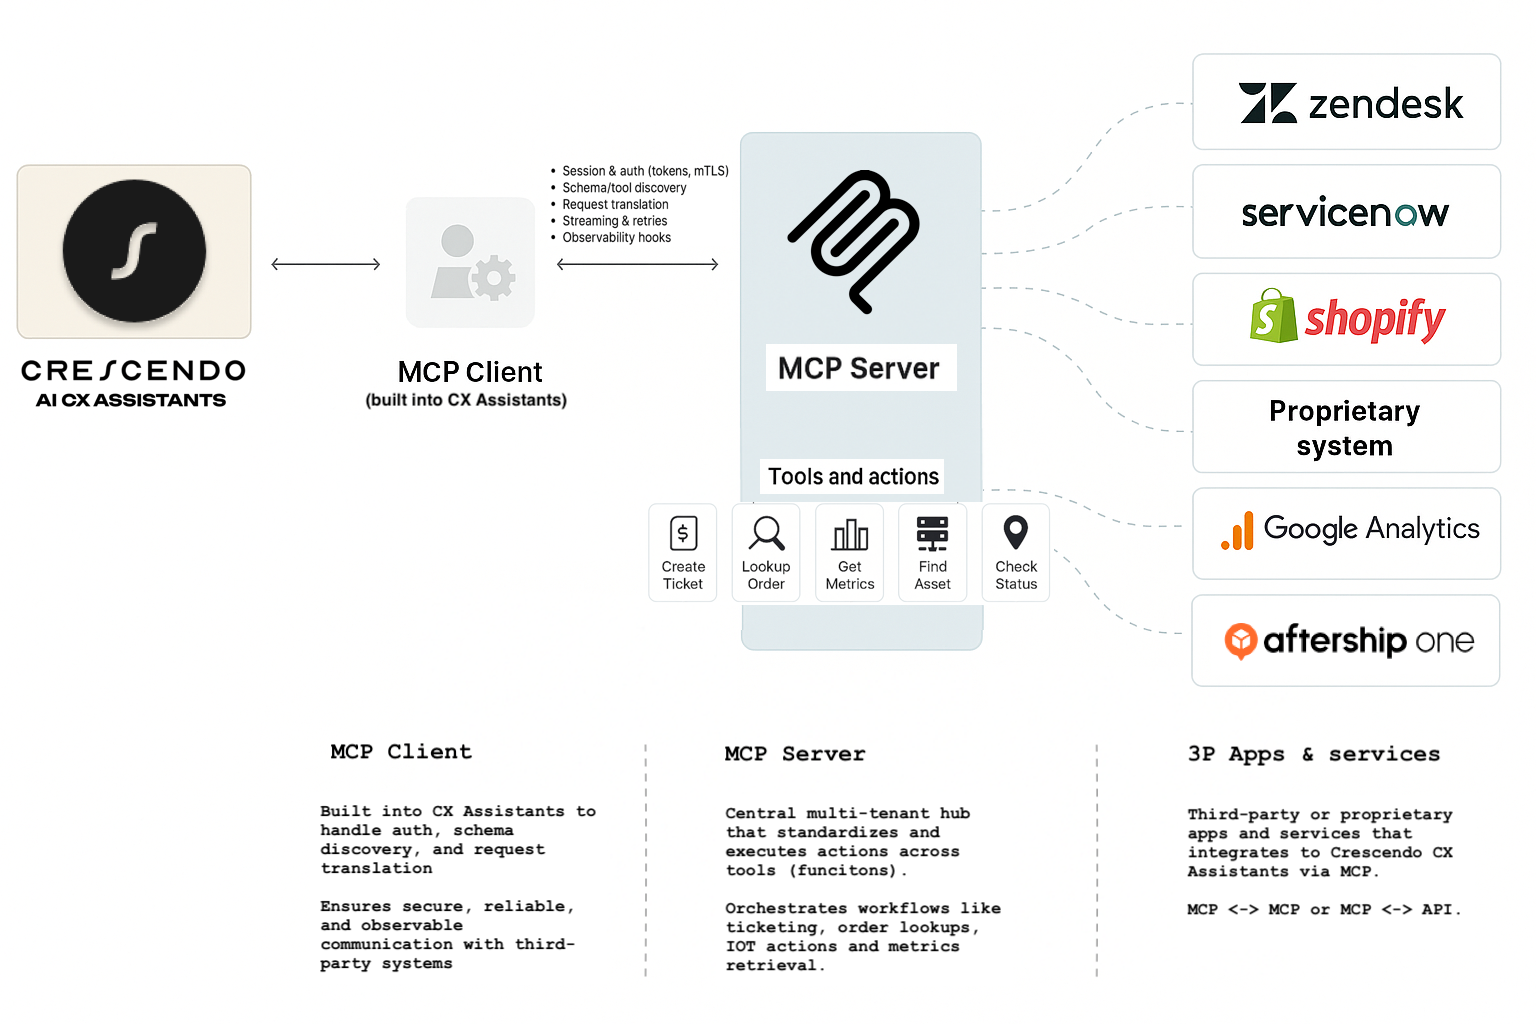 CRESCENDO
AI CX ASSISTANTS
MCP Client
(built into CX Assistants)
• Session & auth (tokens, mTLS)
• Schema/tool discovery
• Request translation
• Streaming & retries
• Observability hooks
MCP Server
Tools and actions
Create
Ticket
Lookup
Order
Get
Metrics
Find
Asset
Check
Status
zendesk
servicenow
shopify
Proprietary
system
Google Analytics
aftership one
MCP Client
Built into CX Assistants to
handle auth, schema
discovery, and request
translation
Ensures secure, reliable,
and observable
communication with third-
party systems
MCP Server
Central multi-tenant hub
that standardizes and
executes actions across
tools (funcitons).
Orchestrates workflows like
ticketing, order lookups,
IOT actions and metrics
retrieval.
3P Apps & services
Third-party or proprietary
apps and services that
integrates to Crescendo CX
Assistants via MCP.
MCP <-> MCP or MCP <-> API.